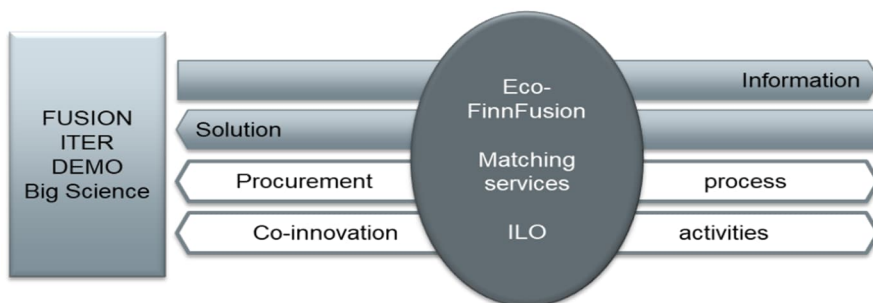 FUSION
ITER
DEMO
Big Science
Information
Solution
Procurement process
Co-innovation activities
Eco-
FinnFusion
Matching
services
ILO